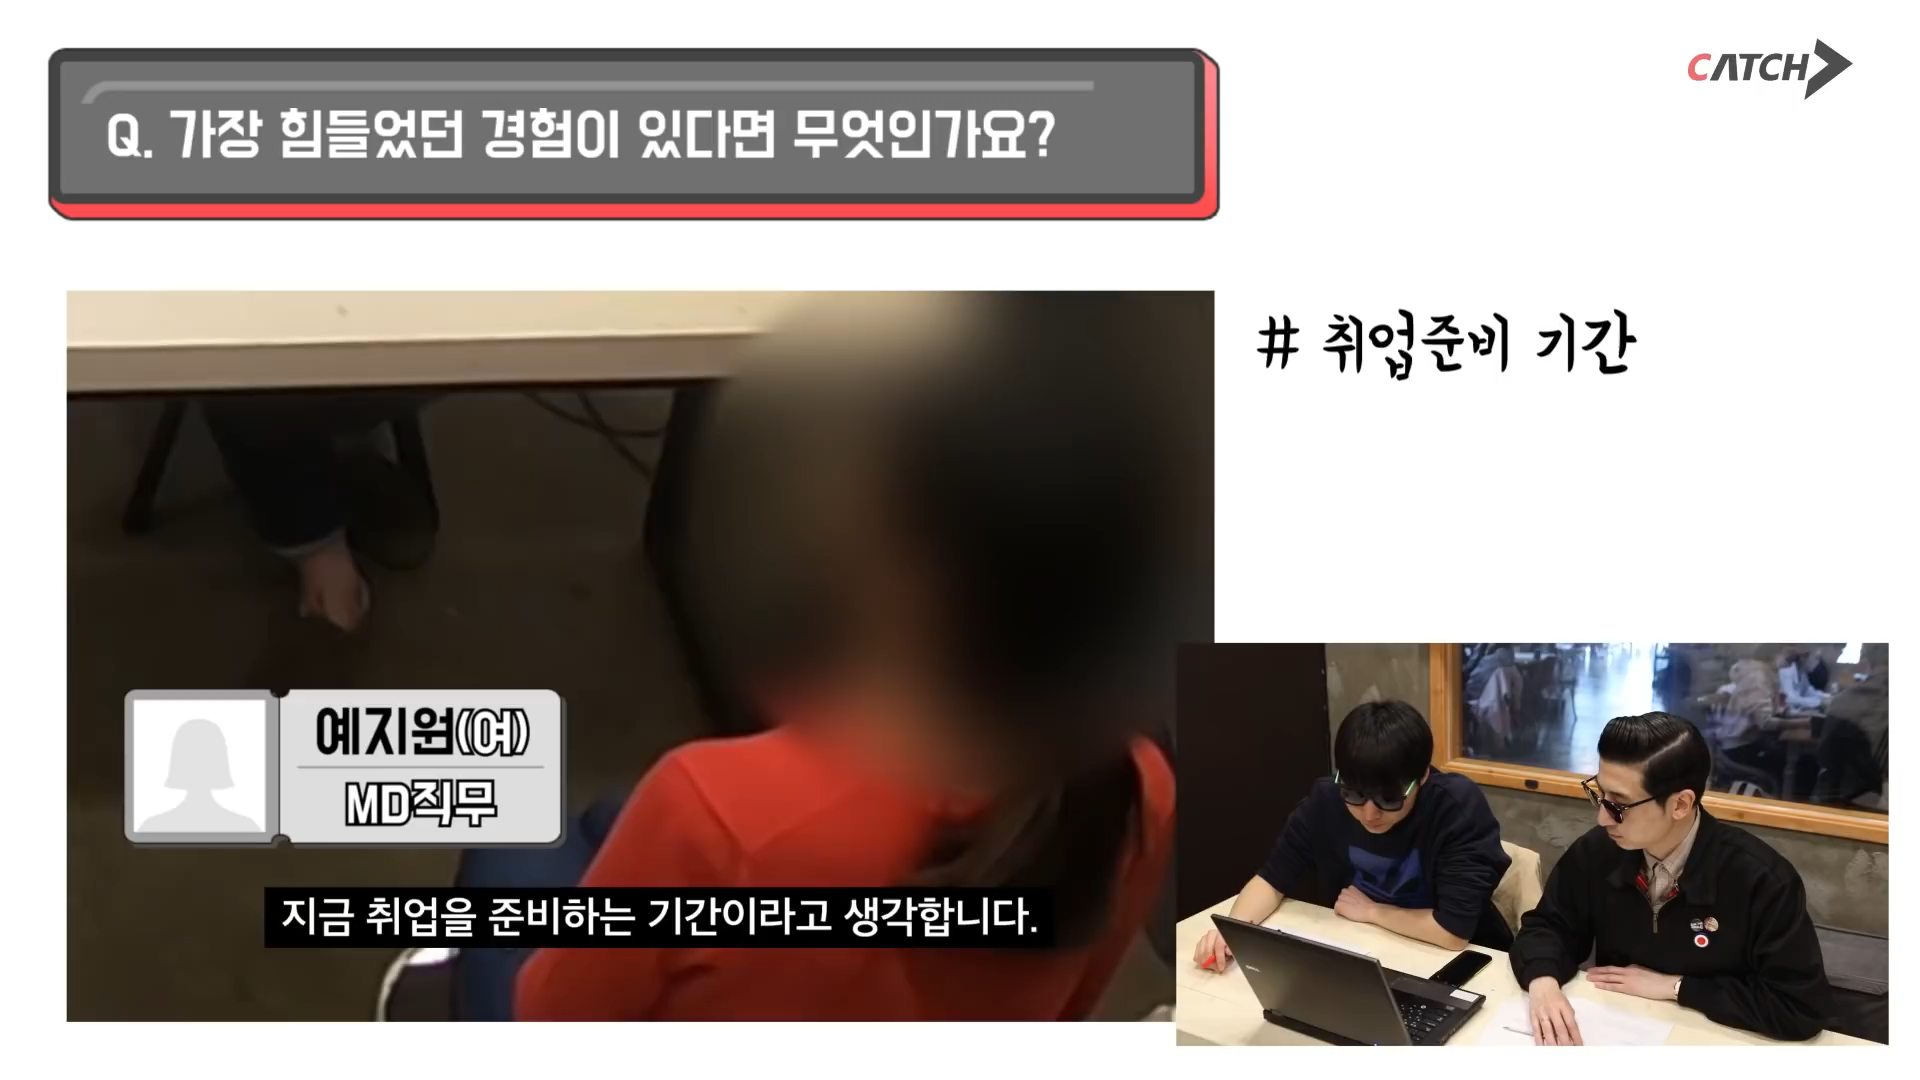 CATCH
Q. 가장 힘들었던 경험이 있다면 무엇인가요?
# 취업준비 기간
예지원(여)
MD직무
지금 취업을 준비하는 기간이라고 생각합니다.